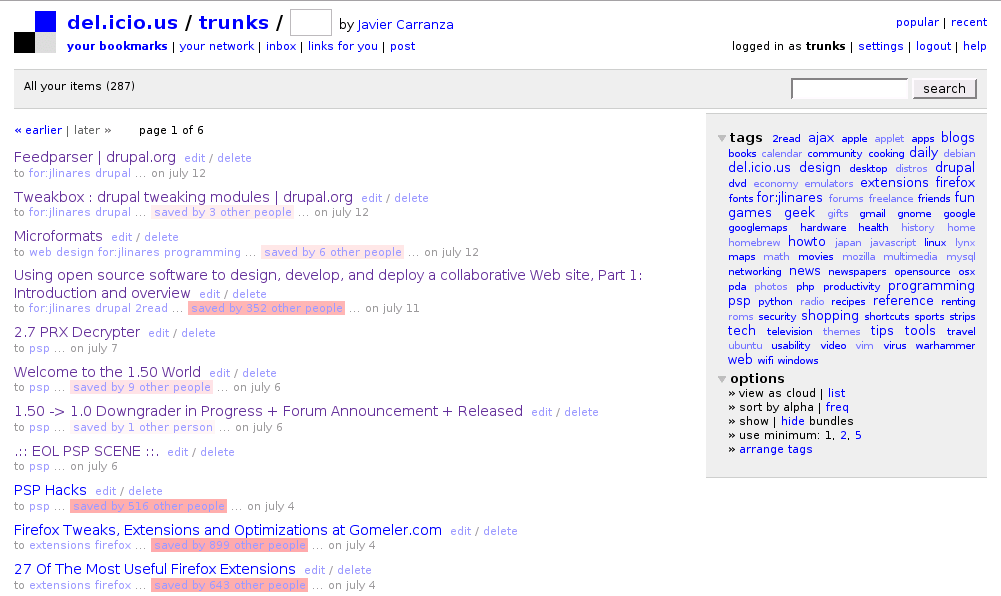 del.icio.us / trunks / by Javier Carranza
popular | recent
your bookmarks | your network | inbox | links for you | post
logged in as trunks | settings | logout | help
All your items (287)
search
« earlier | later » page 1 of 6
Feedparser | drupal.org edit / delete
to for:jlinares drupal ... on july 12
Tweakbox : drupal tweaking modules | drupal.org edit / delete
to for:jlinares drupal ... saved by 3 other people ... on july 12
Microformats edit / delete
to web design for:jlinares programming ... saved by 6 other people ... on july 12
Using open source software to design, develop, and deploy a collaborative Web site, Part 1:
Introduction and overview edit / delete
to for:jlinares drupal 2read ... saved by 352 other people ... on july 11
2.7 PRX Decrypter edit / delete
to psp ... on july 7
Welcome to the 1.50 World edit / delete
to psp ... saved by 9 other people ... on july 6
1.50 -> 1.0 Downgrader in Progress + Forum Announcement + Released edit / delete
to psp ... saved by 1 other person ... on july 6
.:: EOL PSP SCENE ::. edit / delete
to psp ... on july 6
PSP Hacks edit / delete
to psp ... saved by 516 other people ... on july 4
Firefox Tweaks, Extensions and Optimizations at Gomeler.com edit / delete
to extensions firefox ... saved by 899 other people ... on july 4
27 Of The Most Useful Firefox Extensions edit / delete
to extensions firefox ... saved by 643 other people ... on july 4
tags 2read ajax apple applet apps blogs
books calendar community cooking daily debian
del.icio.us design desktop distros drupal
dvd economy emulators extensions firefox
fonts for:jlinares forums freelance friends fun
games geek gifts gmail gnome google
googlemaps hardware health history home
homebrew howto japan javascript linux lynx
maps math movies mozilla multimedia mysql
networking news newspapers opensource osx
pda photos php productivity programming
psp python radio recipes reference renting
roms security shopping shortcuts sports strips
tech television themes tips tools travel
ubuntu usability video vim virus warhammer
web wifi windows
options
» view as cloud | list
» sort by alpha | freq
» show | hide bundles
» use minimum: 1, 2, 5
» arrange tags